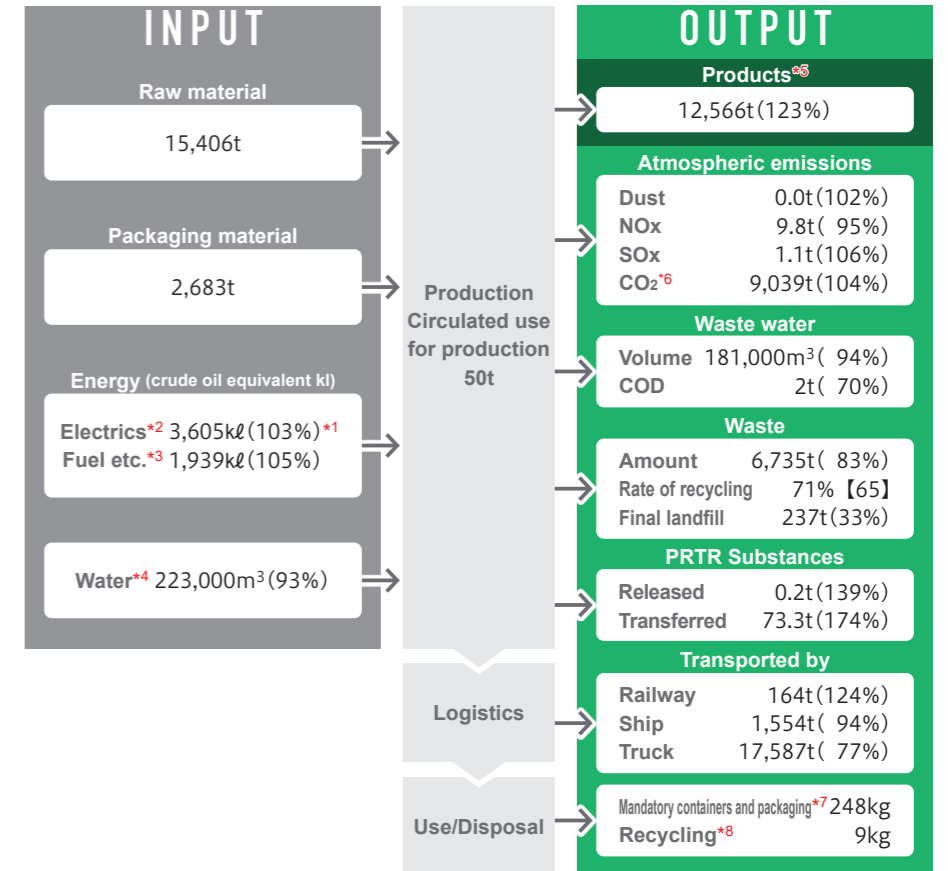 INPUT
Raw material
15,406t
Packaging material
2,683t
Energy (crude oil equivalent kl)
Electrics*2 3,605kℓ(103%)*1
Fuel etc.*3 1,939kℓ(105%)
Water*4 223,000m³(93%)
Production
Circulated use
for production
50t
Logistics
Use/Disposal
OUTPUT
Products*5
12,566t(123%)
Atmospheric emissions
Dust 0.0t(102%)
NOx 9.8t( 95%)
SOx 1.1t(106%)
CO2*6 9,039t(104%)
Waste water
Volume 181,000m³( 94%)
COD 2t( 70%)
Waste
Amount 6,735t( 83%)
Rate of recycling 71%【65】
Final landfill 237t(33%)
PRTR Substances
Released 0.2t(139%)
Transferred 73.3t(174%)
Transported by
Railway 164t(124%)
Ship 1,554t( 94%)
Truck 17,587t( 77%)
Mandatory containers and packaging*7 248kg
Recycling*8 9kg